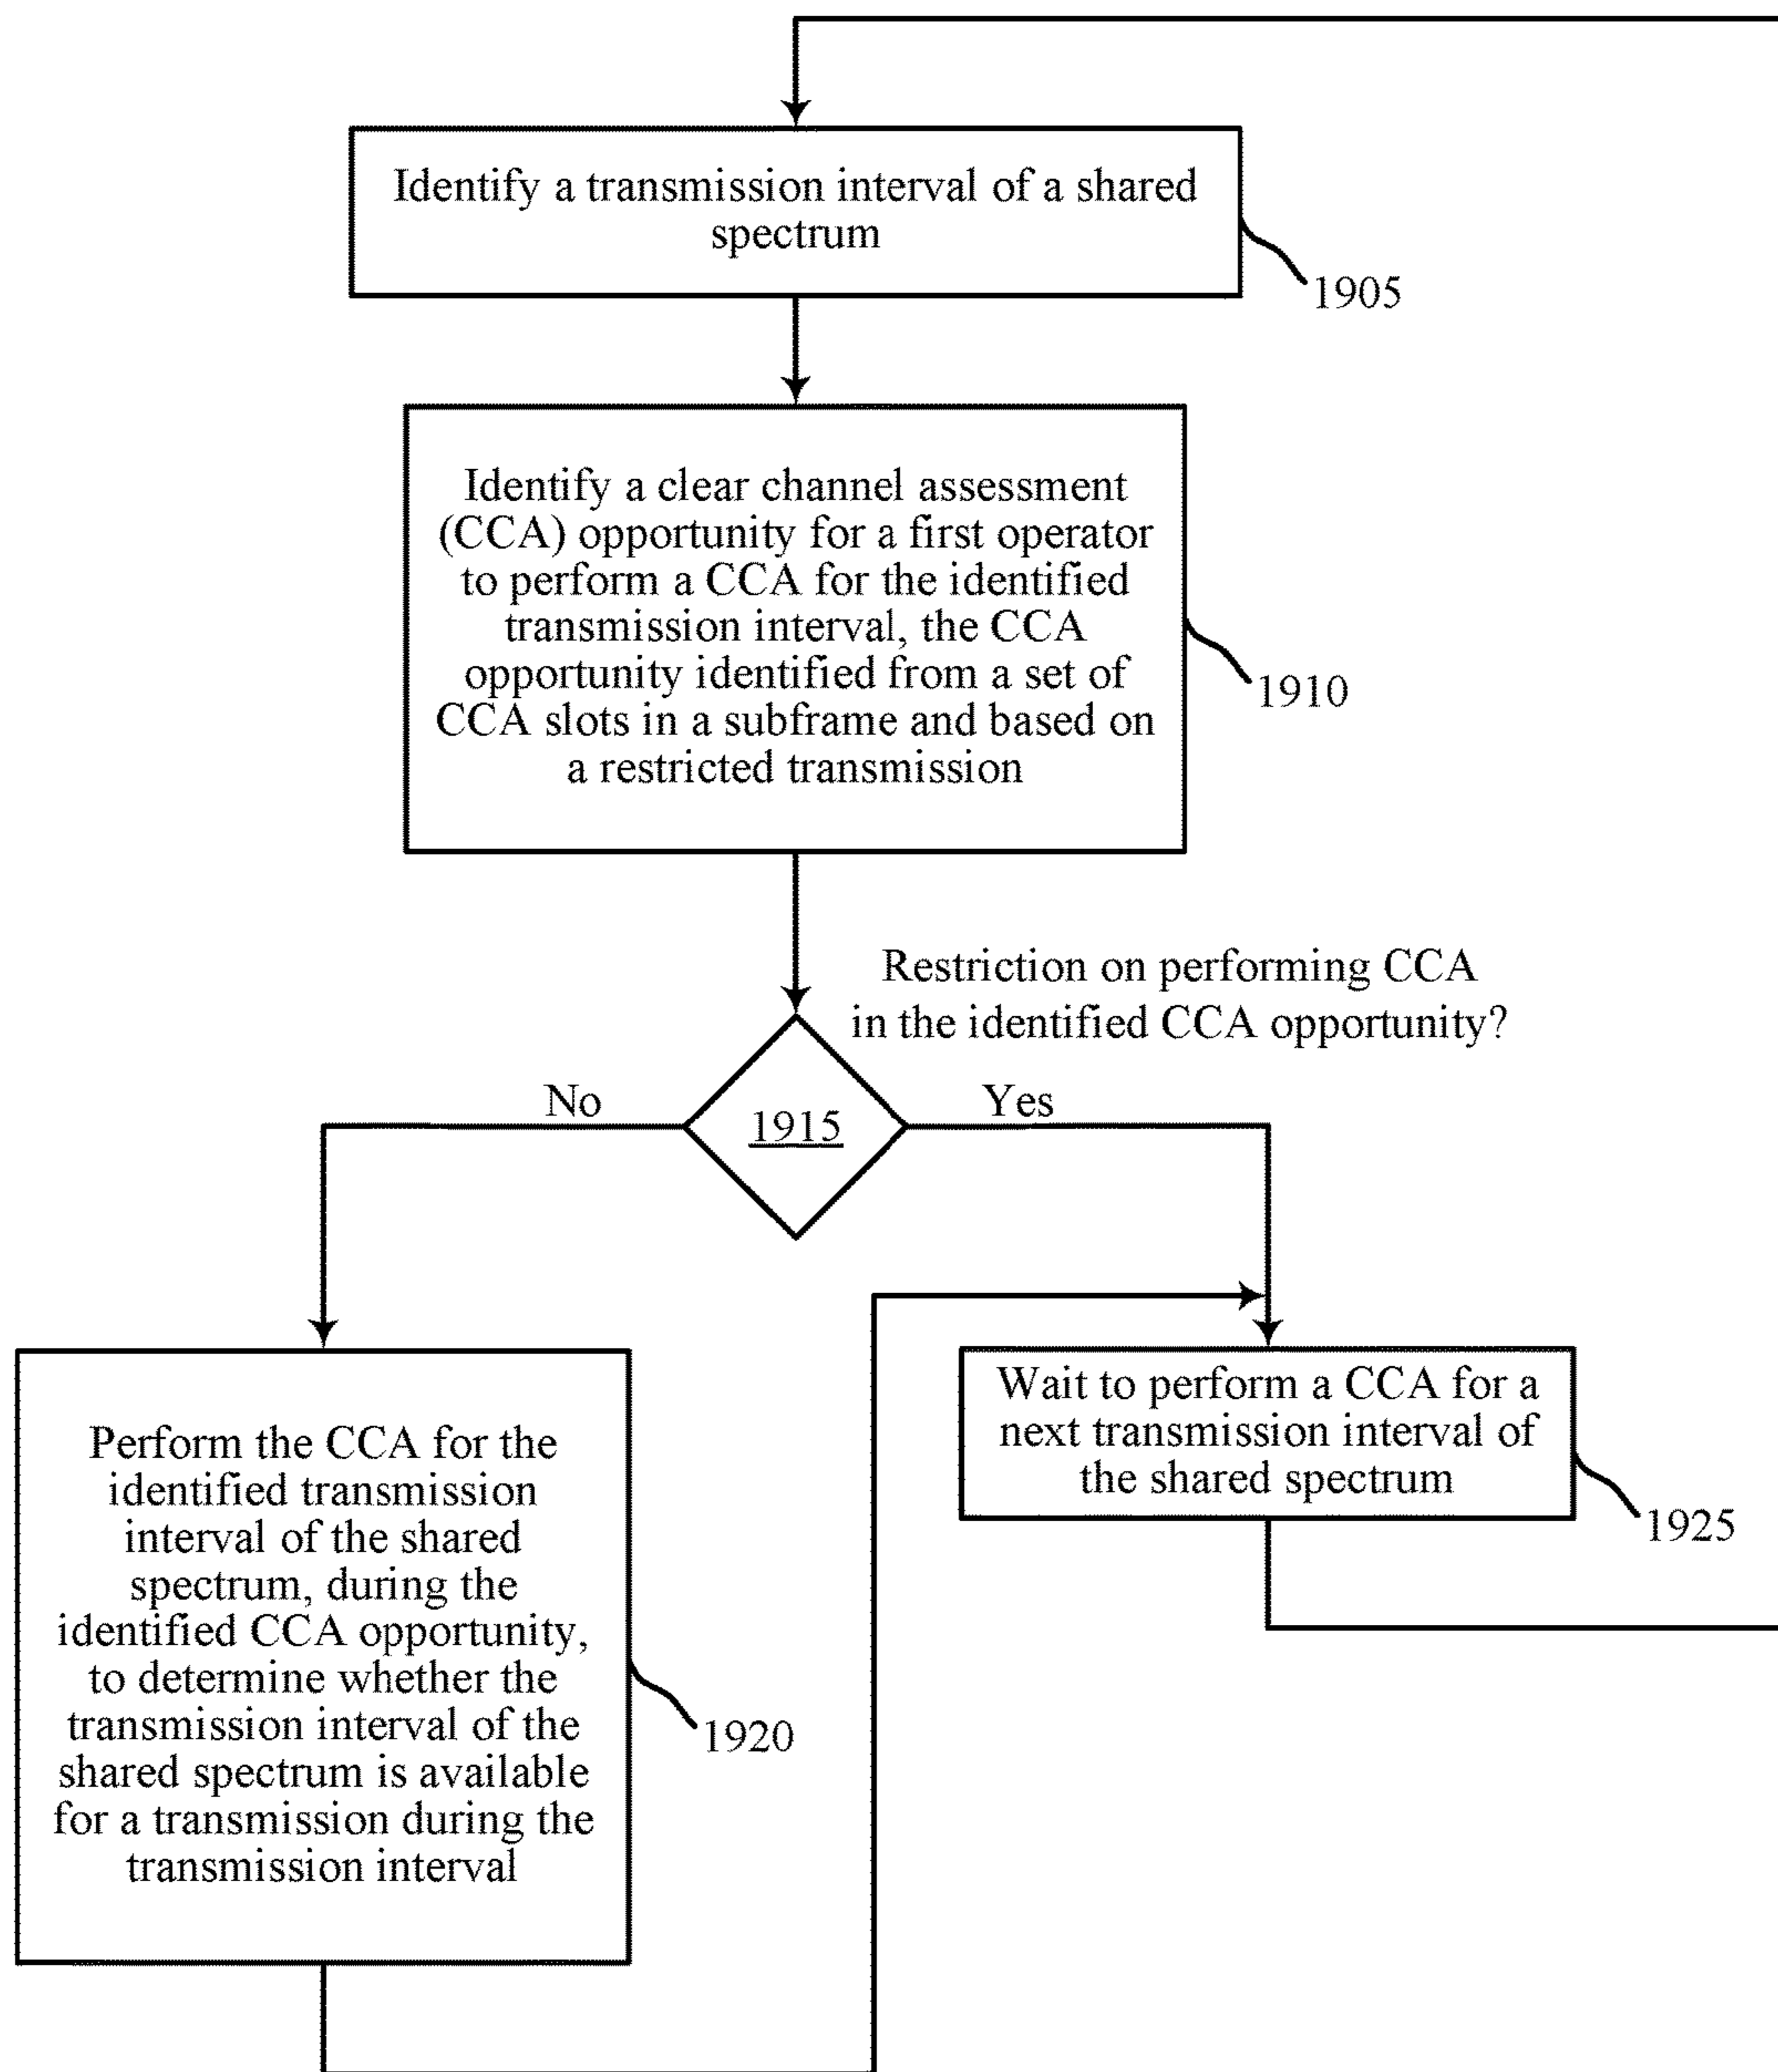 Identify a transmission interval of a shared
spectrum
1905
Identify a clear channel assessment
(CCA) opportunity for a first operator
to perform a CCA for the identified
transmission interval, the CCA
opportunity identified from a set of
CCA slots in a subframe and based on
a restricted transmission
1910
Restriction on performing CCA
in the identified CCA opportunity?
No
Yes
1915
Perform the CCA for the
identified transmission
interval of the shared
spectrum, during the
identified CCA opportunity,
to determine whether the
transmission interval of the
shared spectrum is available
for a transmission during the
transmission interval
1920
Wait to perform a CCA for a
next transmission interval of
the shared spectrum
1925